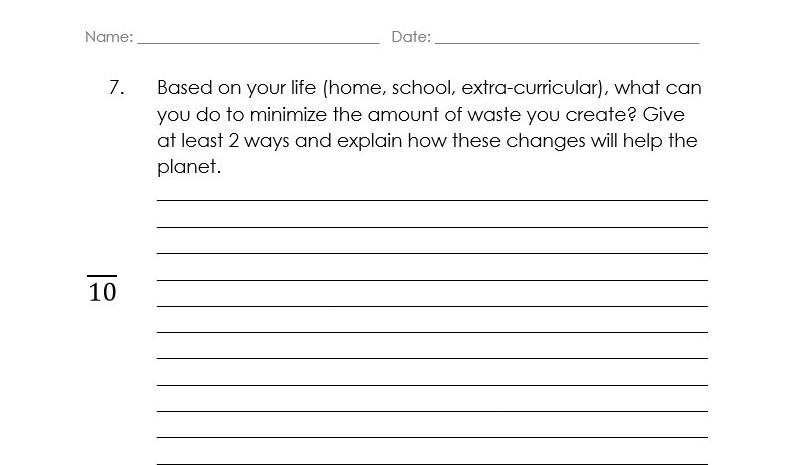 Name: ______________________________ Date: ______________________________
7. Based on your life (home, school, extra-curricular), what can
you do to minimize the amount of waste you create? Give
at least 2 ways and explain how these changes will help the
planet.
10